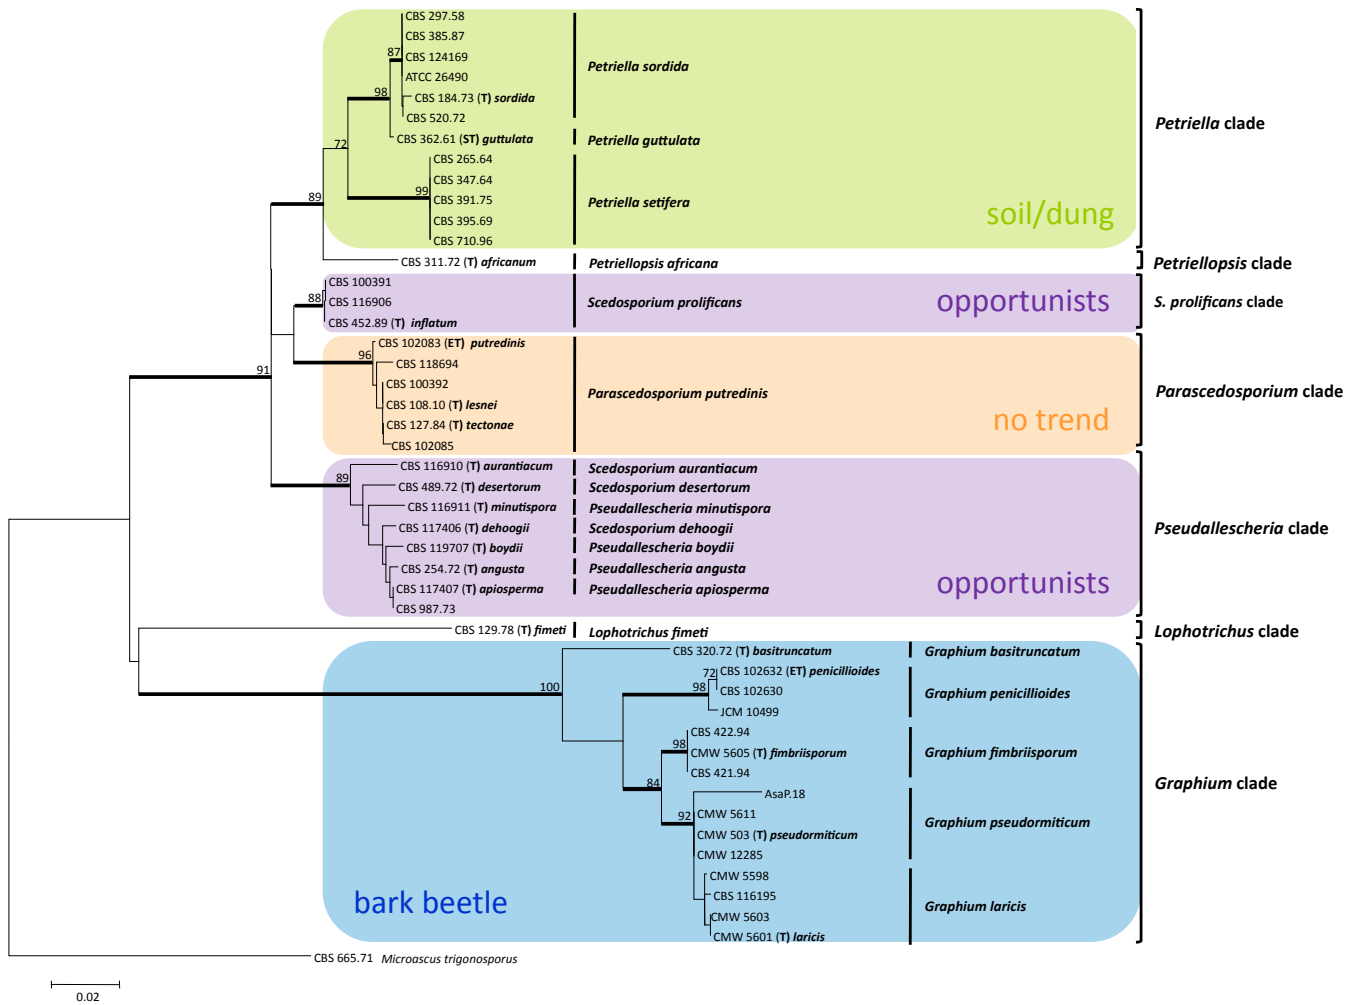 CBS 297.58
CBS 385.87
87
CBS 124169
ATCC 26490
Petriella sordida
98
CBS 184.73 (T) sordida
CBS 520.72
Petriella clade
72
CBS 362.61 (ST) guttulata
Petriella guttulata
CBS 265.64
CBS 347.64
99
CBS 391.75
Petriella setifera
89
CBS 395.69
soil/dung
CBS 710.96
CBS 311.72 (T) africanum
Petriellopsis africana
Petriellopsis clade
CBS 100391
88
CBS 116906
Scedosporium prolificans
opportunists
S. prolificans clade
CBS 452.89 (T) inflatum
CBS 102083 (ET) putredinis
96
CBS 118694
91
CBS 100392
Parascedosporium putredinis
Parascedosporium clade
CBS 108.10 (T) lesnei
CBS 127.84 (T) tectonae
no trend
CBS 102085
CBS 116910 (T) aurantiacum
Scedosporium aurantiacum
89
CBS 489.72 (T) desertorum
Scedosporium desertorum
CBS 116911 (T) minutispora
Pseudallescheria minutispora
CBS 117406 (T) dehoogii
Scedosporium dehoogii
Pseudallescheria clade
CBS 119707 (T) boydii
Pseudallescheria boydii
CBS 254.72 (T) angusta
Pseudallescheria angusta
CBS 117407 (T) apiosperma
Pseudallescheria apiosperma
opportunists
CBS 987.73
CBS 129.78 (T) fimeti
Lophotrichus fimeti
Lophotrichus clade
CBS 320.72 (T) basitruncatum
Graphium basitruncatum
100
72
CBS 102632 (ET) penicillioides
98
CBS 102630
Graphium penicillioides
JCM 10499
CBS 422.94
98
CMW 5605 (T) fimbriisporum
Graphium fimbriisporum
CBS 421.94
84
Graphium clade
AsaP.18
92
CMW 5611
Graphium pseudormiticum
CMW 503 (T) pseudormiticum
CMW 12285
CMW 5598
CBS 116195
Graphium laricis
bark beetle
CMW 5603
CMW 5601 (T) laricis
CBS 665.71 Microascus trigonosporus
0.02